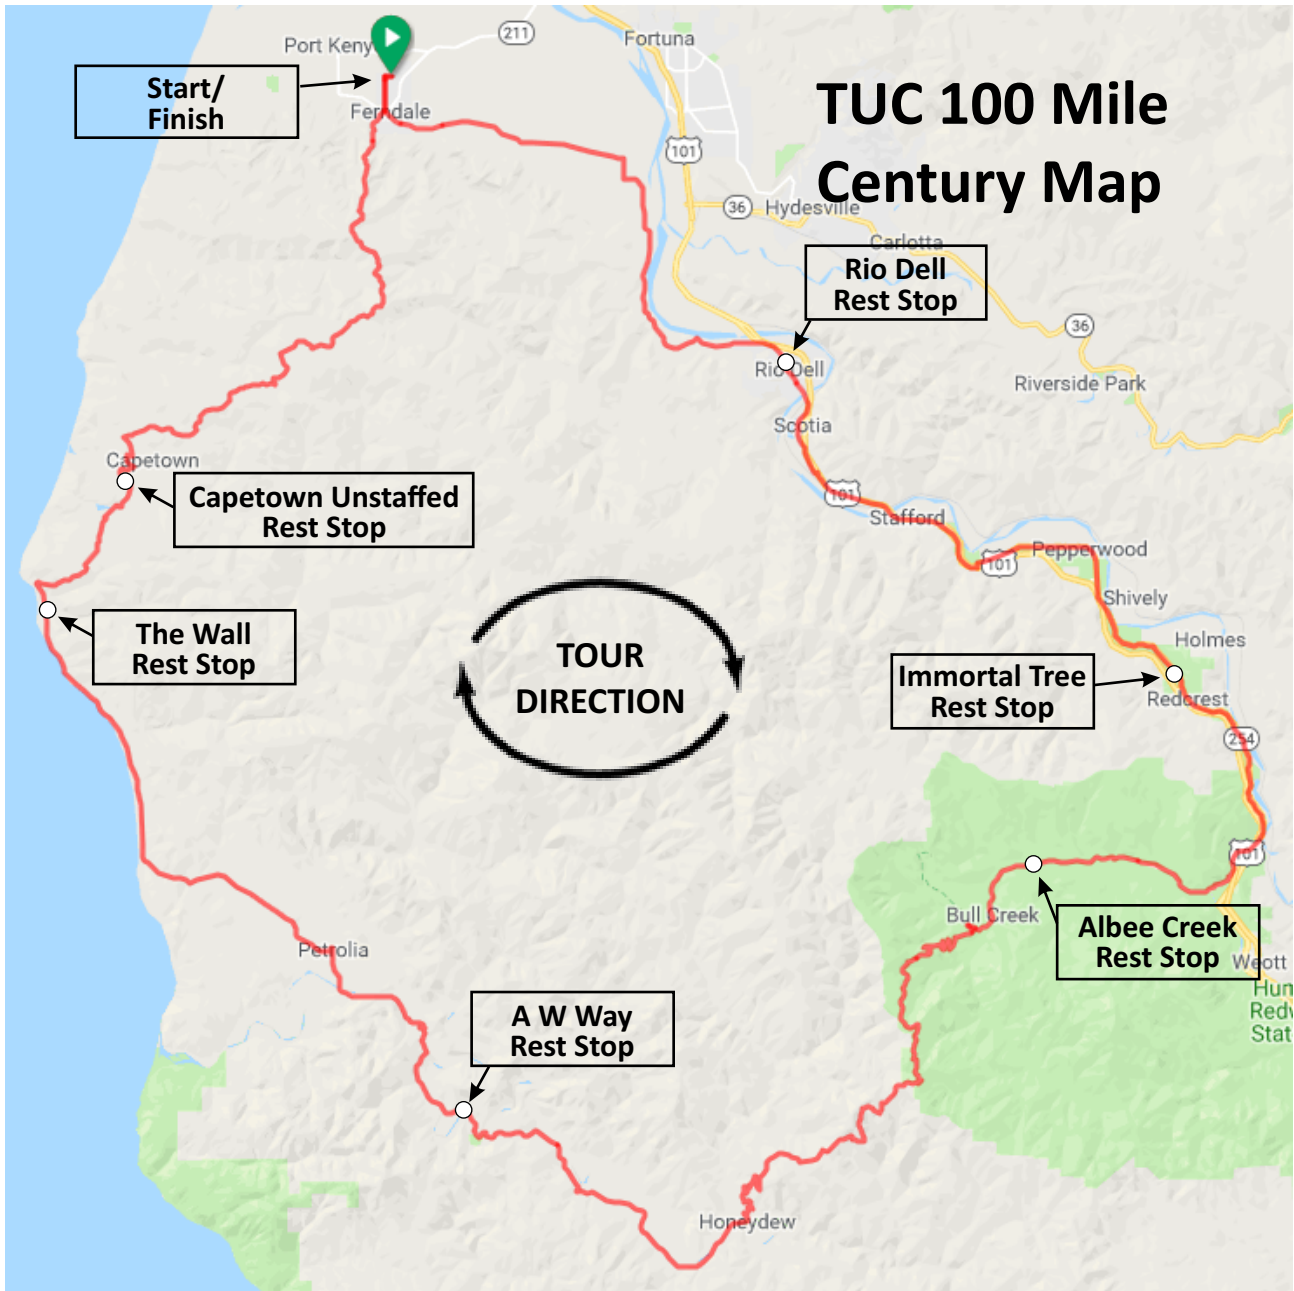 Port Keny
211
Fortuna
Start/
Finish
Ferndale
TUC 100 Mile
Century Map
101
36
Hydesville
Carlotta
Rio Dell
Rest Stop
36
Rio Dell
Riverside Park
Scotia
Capetown
Capetown Unstaffed
Rest Stop
101
Stafford
101
Pepperwood
Shively
The Wall
Rest Stop
TOUR
DIRECTION
Holmes
Immortal Tree
Rest Stop
Redcrest
254
101
Bull Creek
Albee Creek
Rest Stop
Weott
Petrolia
Hum
Redw
Stat
A W Way
Rest Stop
Honeydew